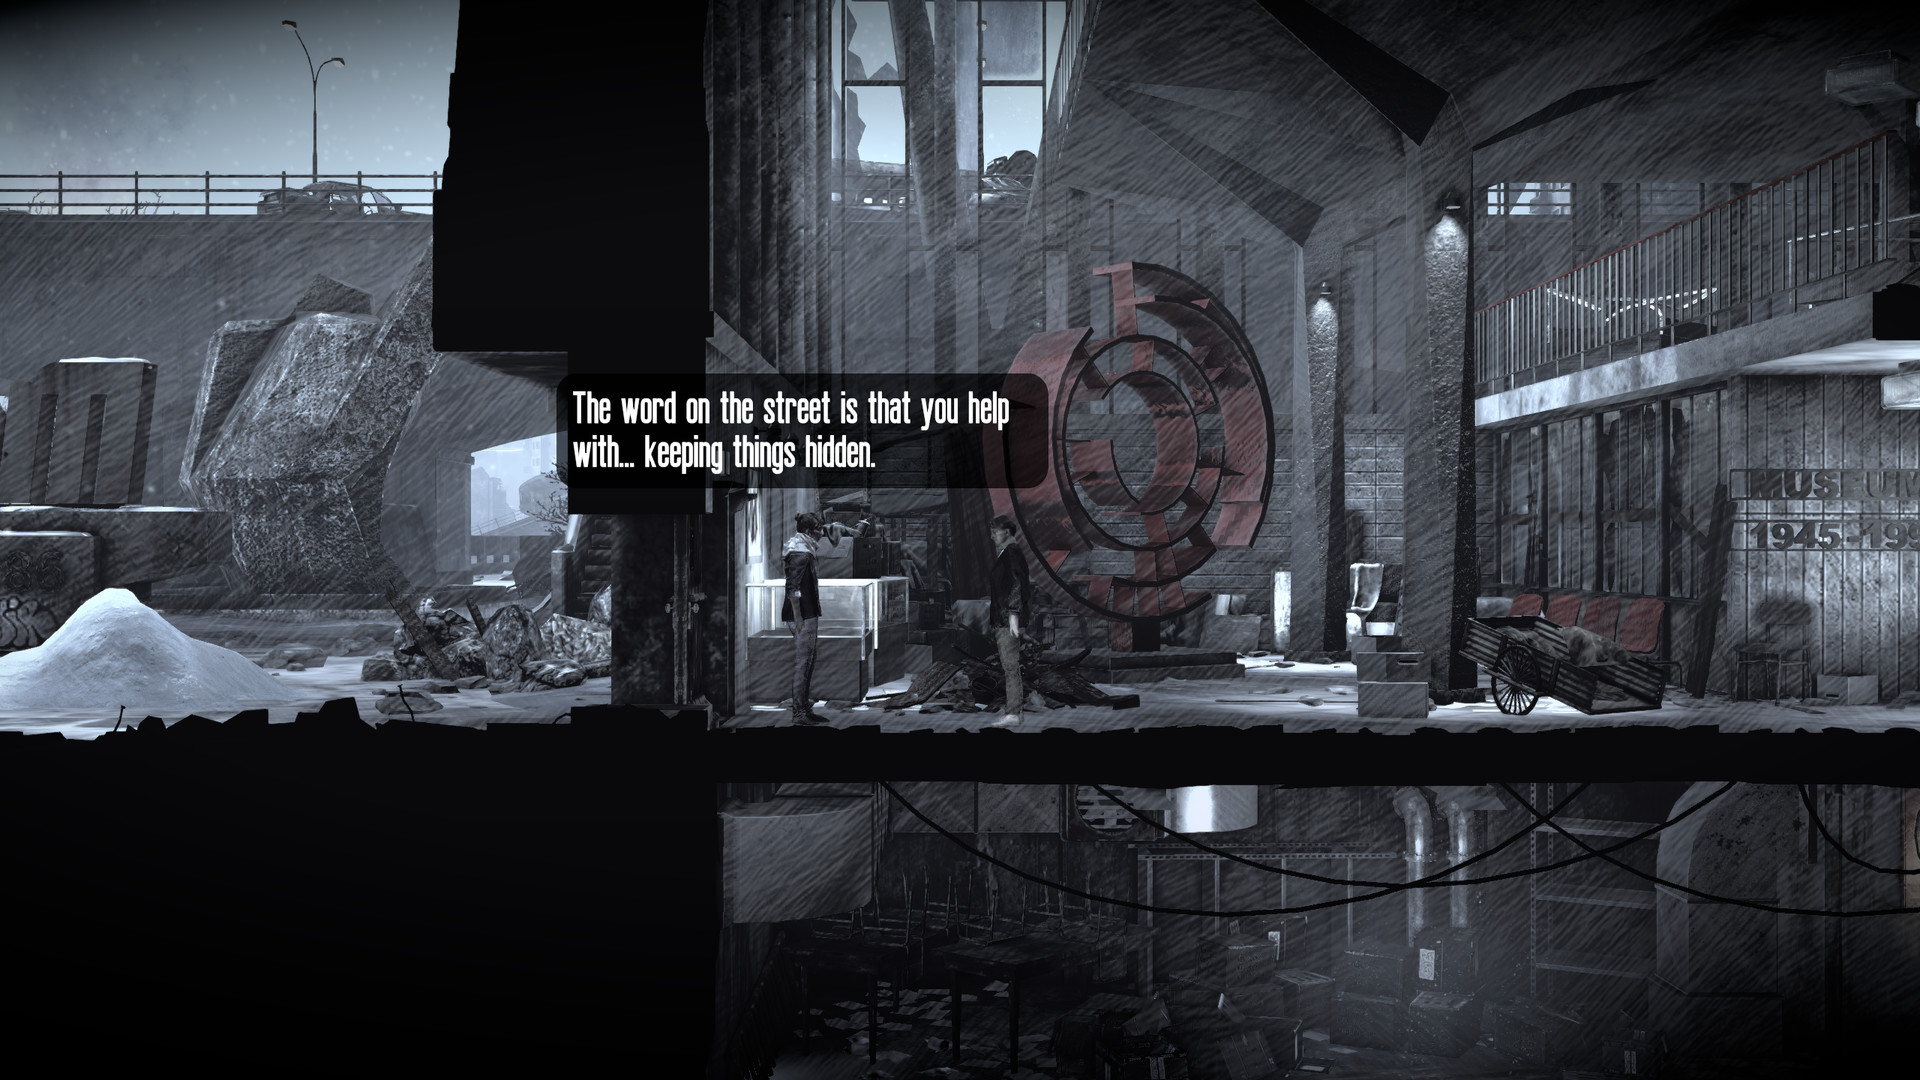 The word on the street is that you help
with... keeping things hidden.
MUSEUM
1945-199